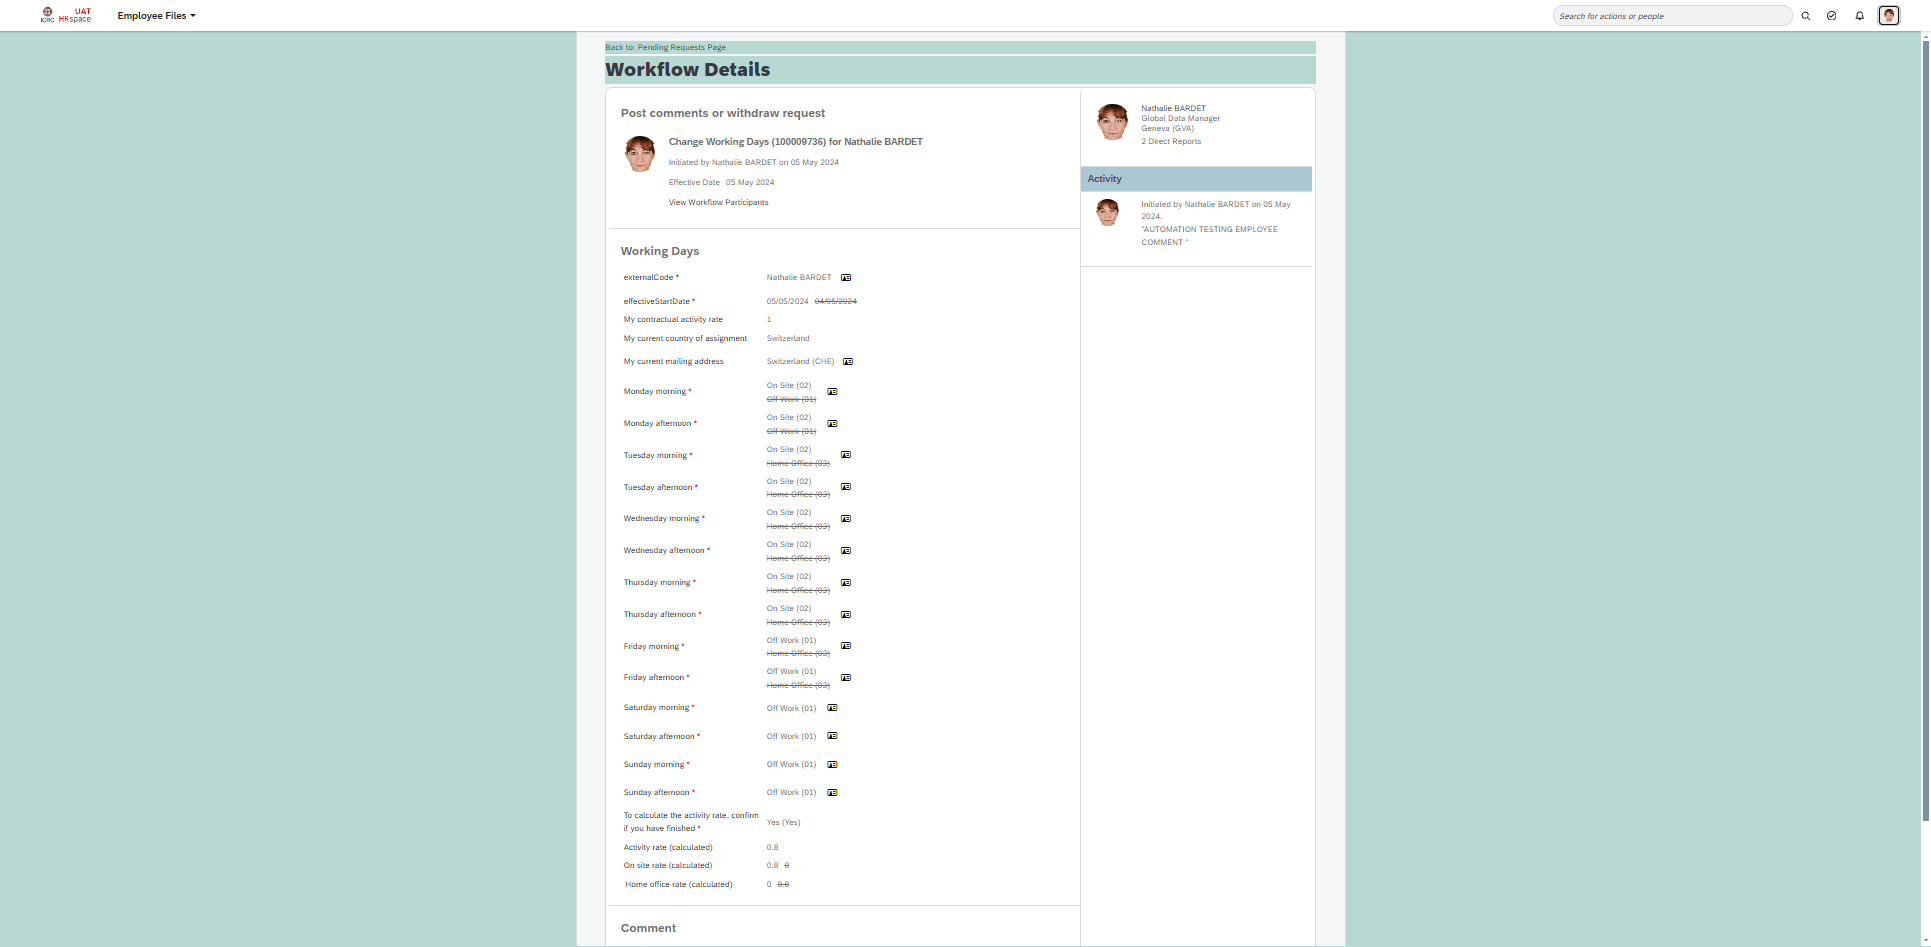 ICRC
UAT
HRspace
Employee Files
Search for actions or people
Back to: Pending Requests Page
Workflow Details
Post comments or withdraw request
Change Working Days (100009736) for Nathalie BARDET
Initiated by Nathalie BARDET on 05 May 2024
Effective Date 05 May 2024
View Workflow Participants
Nathalie BARDET
Global Data Manager
Geneva (GVA)
2 Direct Reports
Activity
Initiated by Nathalie BARDET on 05 May
2024.
"AUTOMATION TESTING EMPLOYEE
COMMENT "
Working Days
externalCode * Nathalie BARDET
effectiveStartDate * 05/05/2024 04/05/2024
My contractual activity rate 1
My current country of assignment Switzerland
My current mailing address Switzerland (CHE)
Monday morning * On Site (02)
Off Work (01)
Monday afternoon * On Site (02)
Off Work (01)
Tuesday morning * On Site (02)
Home Office (03)
Tuesday afternoon * On Site (02)
Home Office (03)
Wednesday morning * On Site (02)
Home Office (03)
Wednesday afternoon * On Site (02)
Home Office (03)
Thursday morning * On Site (02)
Home Office (03)
Thursday afternoon * On Site (02)
Home Office (03)
Friday morning * Off Work (01)
Home Office (03)
Friday afternoon * Off Work (01)
Home Office (03)
Saturday morning * Off Work (01)
Saturday afternoon * Off Work (01)
Sunday morning * Off Work (01)
Sunday afternoon * Off Work (01)
To calculate the activity rate, confirm
if you have finished * Yes (Yes)
Activity rate (calculated) 0.8
On site rate (calculated) 0.8 0
Home office rate (calculated) 0 0.8
Comment